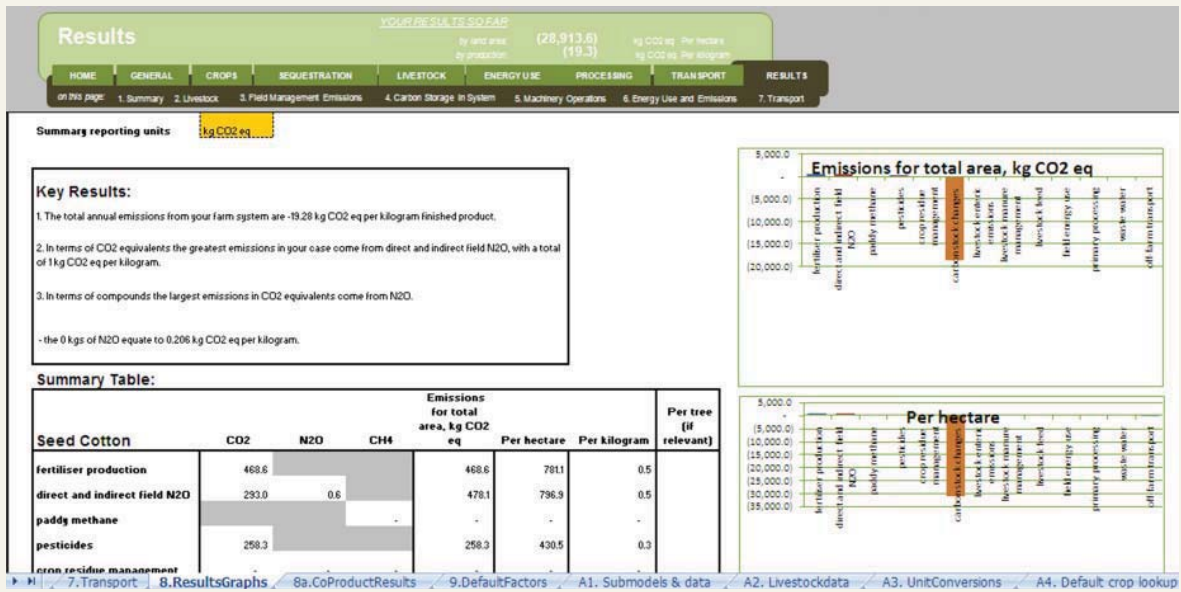 YOUR RESULTS SO FAR
Results
by land area: (28,913.6) kg CO2 eq Per hectare
by production: (19.3) kg CO2 eq Per kilogram
HOME GENERAL CROPS SEQUESTRATION LIVESTOCK ENERGY USE PROCESSING TRANSPORT RESULTS
on this page: 1. Summary 2. Livestock 3. Field Management Emissions 4. Carbon Storage In System 5. Machinery Operations 6. Energy Use and Emissions 7. Transport
Summary reporting units kg CO2 eq
Key Results:
1. The total annual emissions from your farm system are -19.28 kg CO2 eq per kilogram finished product.
2. In terms of CO2 equivalents the greatest emissions in your case come from direct and indirect field N2O, with a total
of 1 kg CO2 eq per kilogram.
3. In terms of compounds the largest emissions in CO2 equivalents come from N2O.
- the 0 kgs of N2O equate to 0.206 kg CO2 eq per kilogram.
Summary Table:
Seed Cotton CO2 N2O CH4 Emissions for total area, kg CO2 eq Per hectare Per kilogram Per tree (if relevant)
fertiliser production 468.6 468.6 781.1 0.5
direct and indirect field N2O 293.0 0.6 478.1 796.9 0.5
paddy methane - - - -
pesticides 258.3 258.3 430.5 0.3
crop residue management
Emissions for total area, kg CO2 eq
5,000.0
-
(5,000.0)
(10,000.0)
(15,000.0)
(20,000.0)
fertiliser production
direct and indirect field N2O
paddy methane
pesticides
crop residue management
carbon stock changes
livestock enteric emissions
livestock manure management
livestock feed
field energy use
primary processing
waste water
off-farm transport
Per hectare
5,000.0
-
(5,000.0)
(10,000.0)
(15,000.0)
(20,000.0)
(25,000.0)
(30,000.0)
(35,000.0)
fertiliser production
direct and indirect field N2O
paddy methane
pesticides
crop residue management
carbon stock changes
livestock enteric emissions
livestock manure management
livestock feed
field energy use
primary processing
waste water
off-farm transport
7.Transport 8.ResultsGraphs 8a.CoProductResults 9.DefaultFactors A1. Submodels & data A2. Livestockdata A3. UnitConversions A4. Default crop lookup